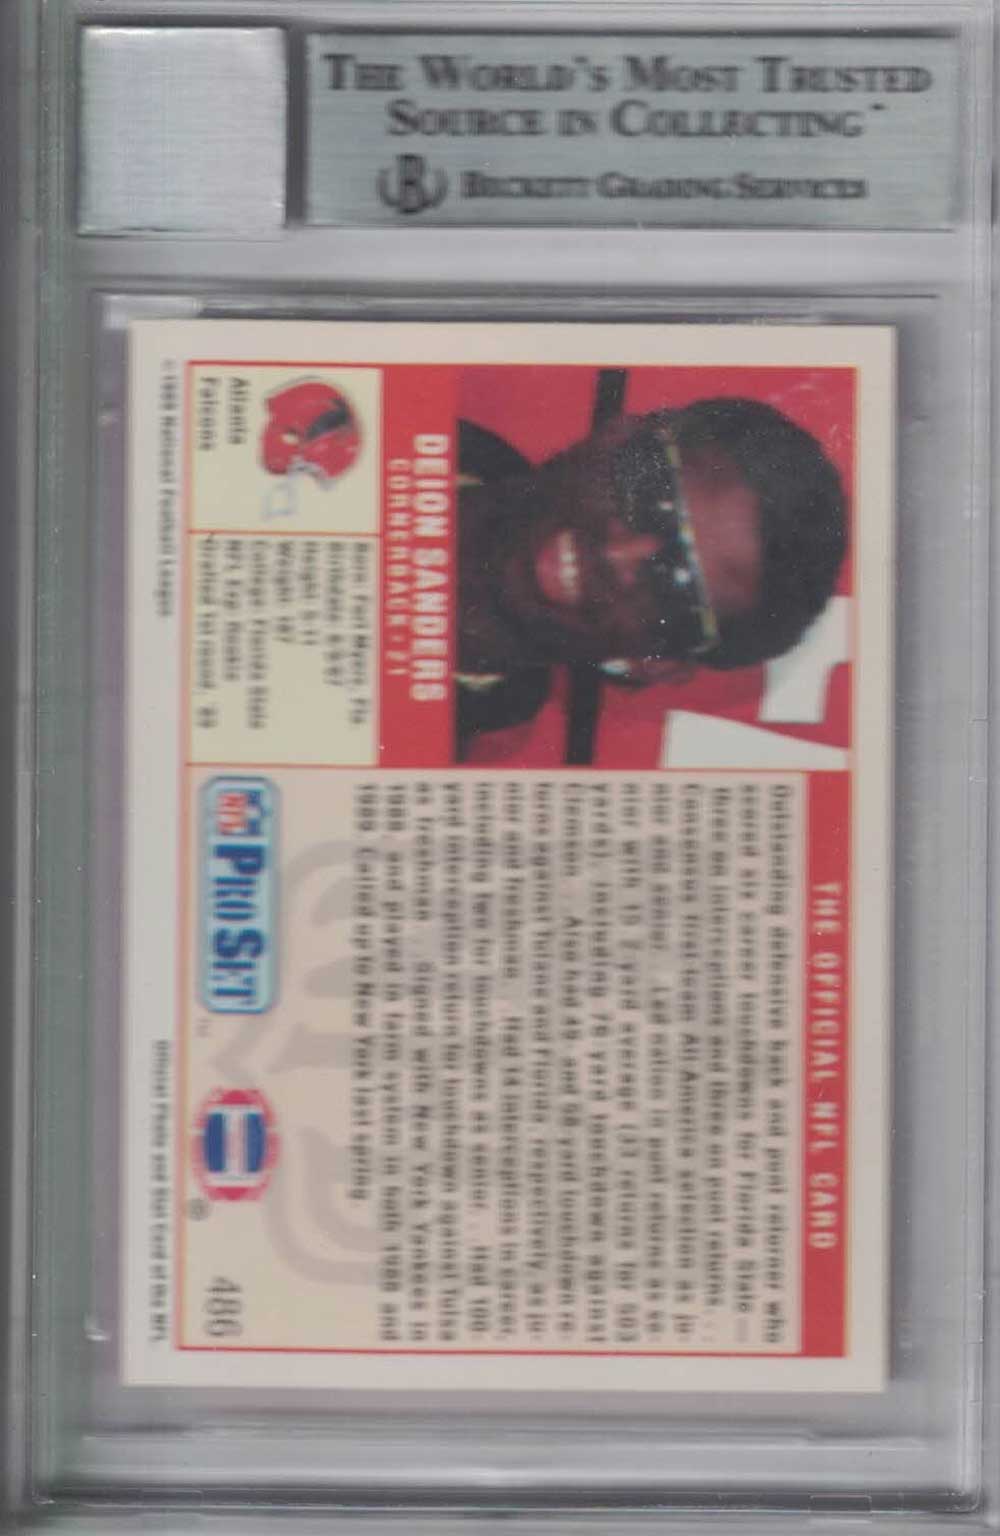 THE WORLD'S MOST TRUSTED
SOURCE IN COLLECTING™
BECKETT GRADING SERVICES
THE OFFICIAL NFL CARD
DEION SANDERS
CORNERBACK • 21
Atlanta
Falcons
Born: Fort Myers, Fla.
Birthdate: 8/9/67
Height: 5-11
Weight: 187
College: Florida State
NFL Exp: Rookie
Drafted: 1st round, '89
Outstanding defensive back and punt returner who
scored six career touchdowns for Florida State —
three on interceptions and three on punt returns . . .
Consensus first-team All-America selection as ju-
nior and senior . . . Led nation in punt returns as se-
nior with 15.2-yard average (33 returns for 503
yards), including 76-yard touchdown against
Clemson . . . Also had 49- and 58-yard touchdown re-
turns against Tulane and Florida, respectively, as ju-
nior and freshman . . . Had 14 interceptions in career,
including two for touchdowns as senior . . . Had 100-
yard interception return for touchdown against Tulsa
as freshman . . . Signed with New York Yankees in
1988, and played in farm system in both 1988 and
1989. Called up to New York last spring.
NFL PRO SET™
®
486
©1989 National Football League
Official Photo and Stat Card of the NFL